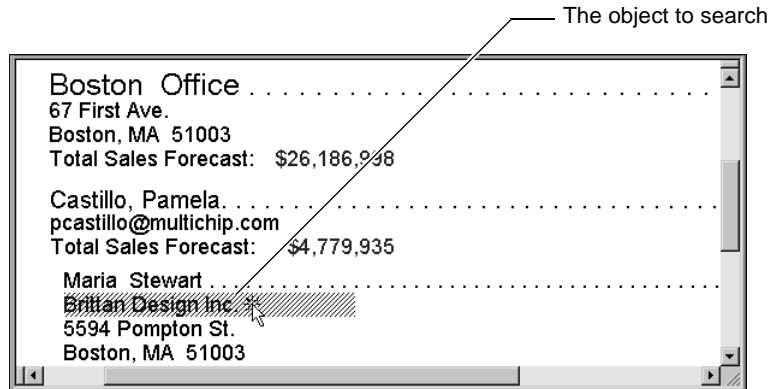 The object to search
Boston Office . . . . . . . . . . . . . . . . . . . . . . . . . . . . . .
67 First Ave.
Boston, MA 51003
Total Sales Forecast: $26,186,998
Castillo, Pamela. . . . . . . . . . . . . . . . . . . . . . . . . . . . . . . .
pcastillo@multichip.com
Total Sales Forecast: $4,779,935
Maria Stewart . . . . . . . . . . . . . . . . . . . . . . . . . . . . . . . . .
Brittan Design Inc.
5594 Pompton St.
Boston, MA 51003